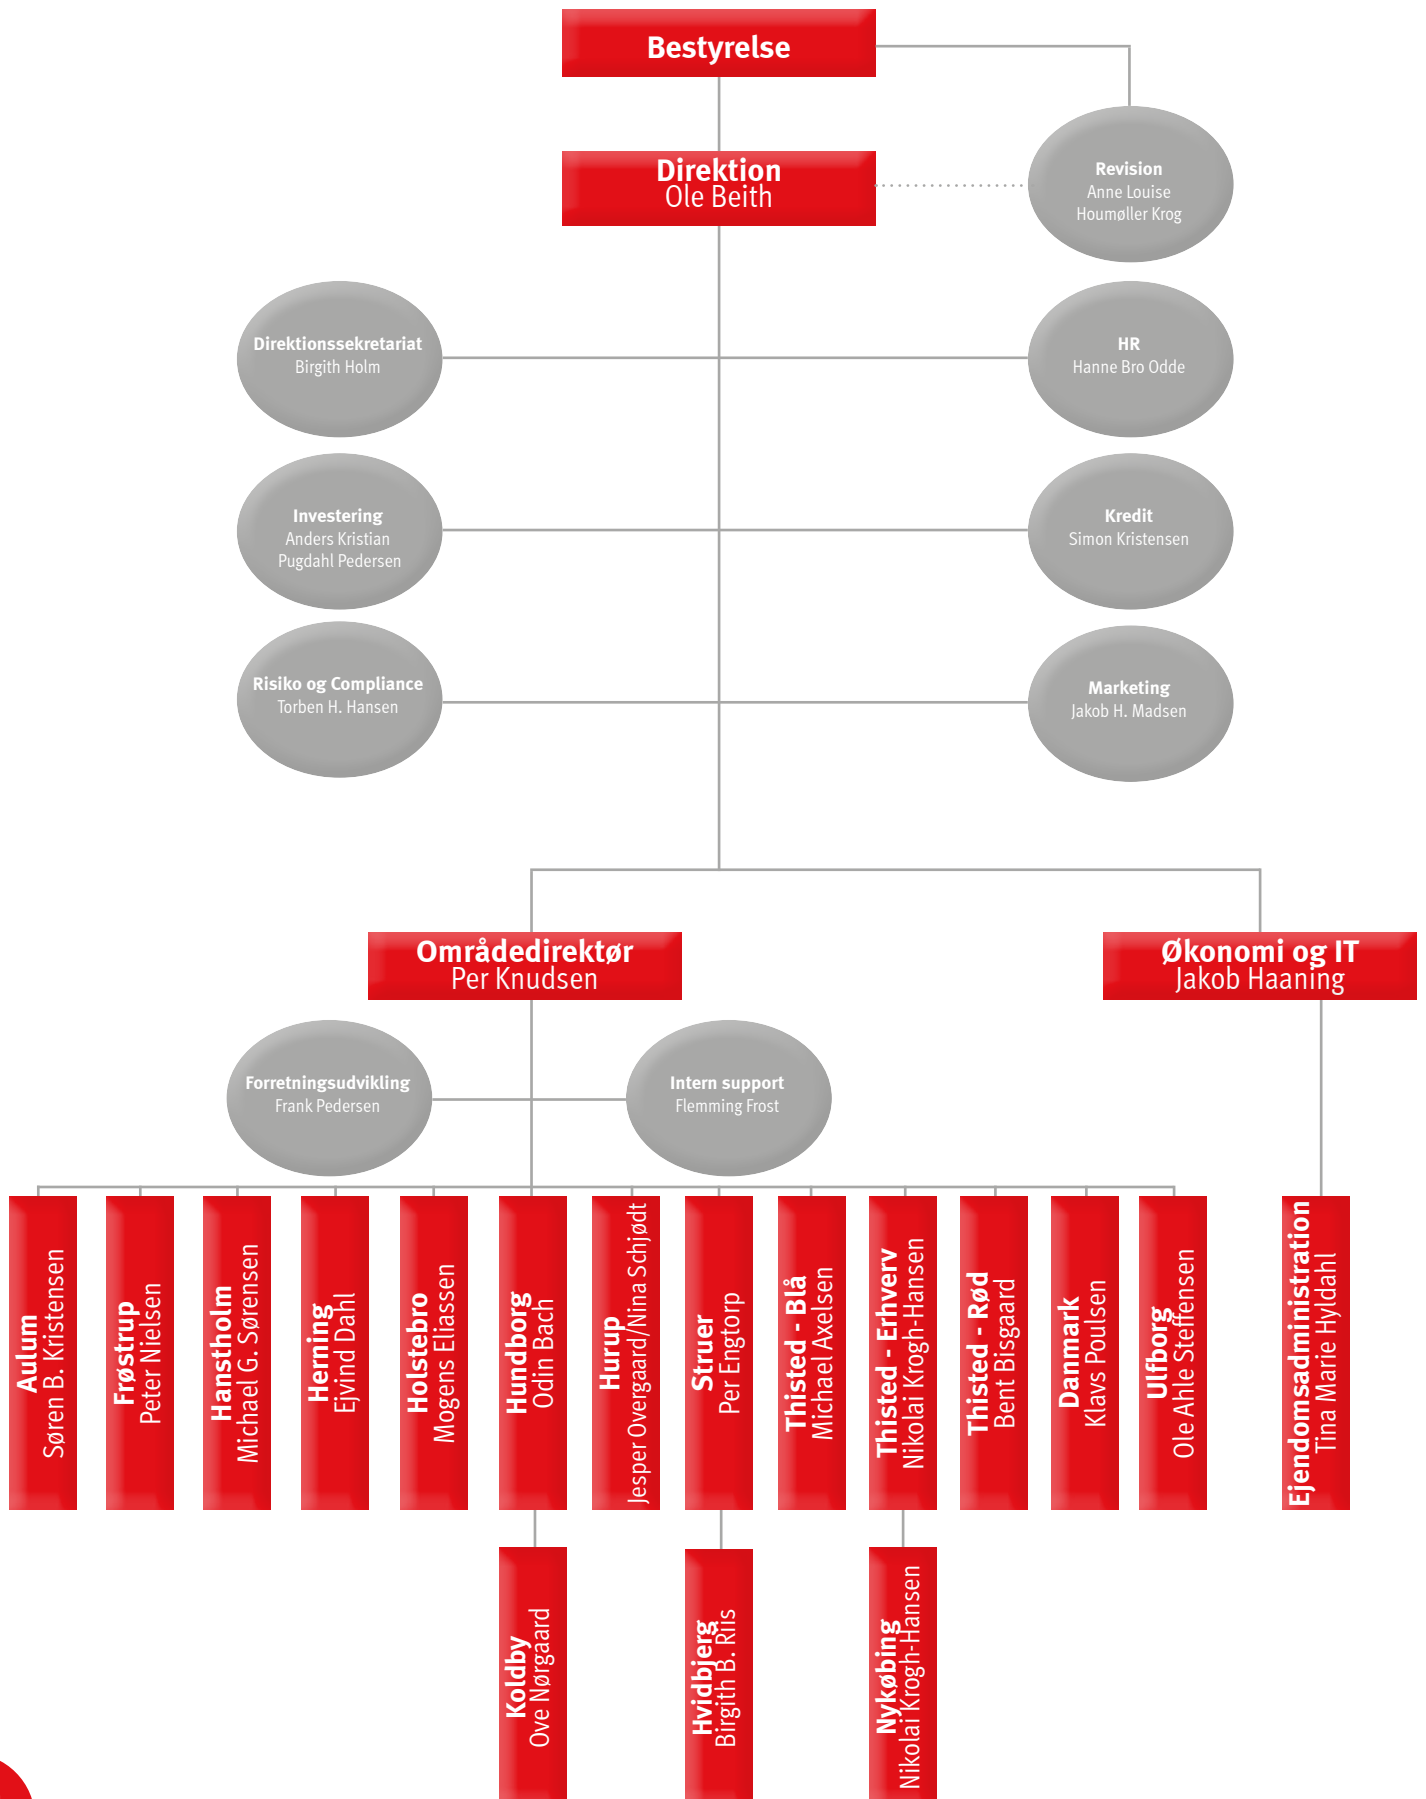 Bestyrelse
Direktion
Ole Beith
Revision
Anne Louise
Houmøller Krog
Direktionssekretariat
Birgith Holm
HR
Hanne Bro Odde
Investering
Anders Kristian
Pugdahl Pedersen
Kredit
Simon Kristensen
Risiko og Compliance
Torben H. Hansen
Marketing
Jakob H. Madsen
Områdedirektør
Per Knudsen
Økonomi og IT
Jakob Haaning
Forretningsudvikling
Frank Pedersen
Intern support
Flemming Frost
Aulum
Søren B. Kristensen
Frøstrup
Peter Nielsen
Hanstholm
Michael G. Sørensen
Herning
Ejvind Dahl
Holstebro
Mogens Eliassen
Hundborg
Odin Bach
Hurup
Jesper Overgaard/Nina Schjødt
Struer
Per Engtorp
Thisted - Blå
Michael Axelsen
Thisted - Erhverv
Nikolai Krogh-Hansen
Thisted - Rød
Bent Bisgaard
Danmark
Klavs Poulsen
Ulfborg
Ole Ahle Steffensen
Ejendomsadministration
Tina Marie Hyldahl
Koldby
Ove Nørgaard
Hvidbjerg
Birgith B. Riis
Nykøbing
Nikolai Krogh-Hansen